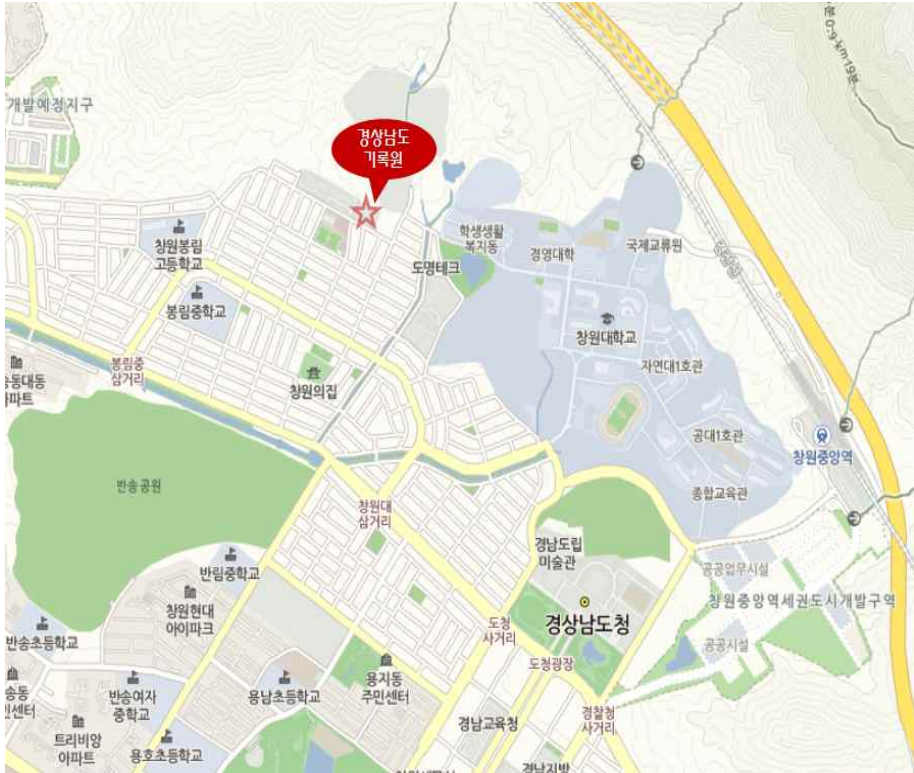 개발예정지구
경상남도
기록원
창원봉림
고등학교
봉림중학교
학생생활
복지동
경영대학
국제교류원
도명테크
창원대학교
자연대1호관
봉림중
삼거리
창원의집
공대1호관
창원중앙역
종합교육관
반송공원
창원대
삼거리
경남도립
미술관
반림중학교
공공업무시설
창원현대
아이파크
창원중앙역세권도시개발구역
경상남도청
도청
사거리
반송초등학교
공공시설
도청광장
용지동
주민센터
반송여자
중학교
용남초등학교
경남교육청
경찰청
사거리
트리비앙
아파트
용호초등학교
경남지방